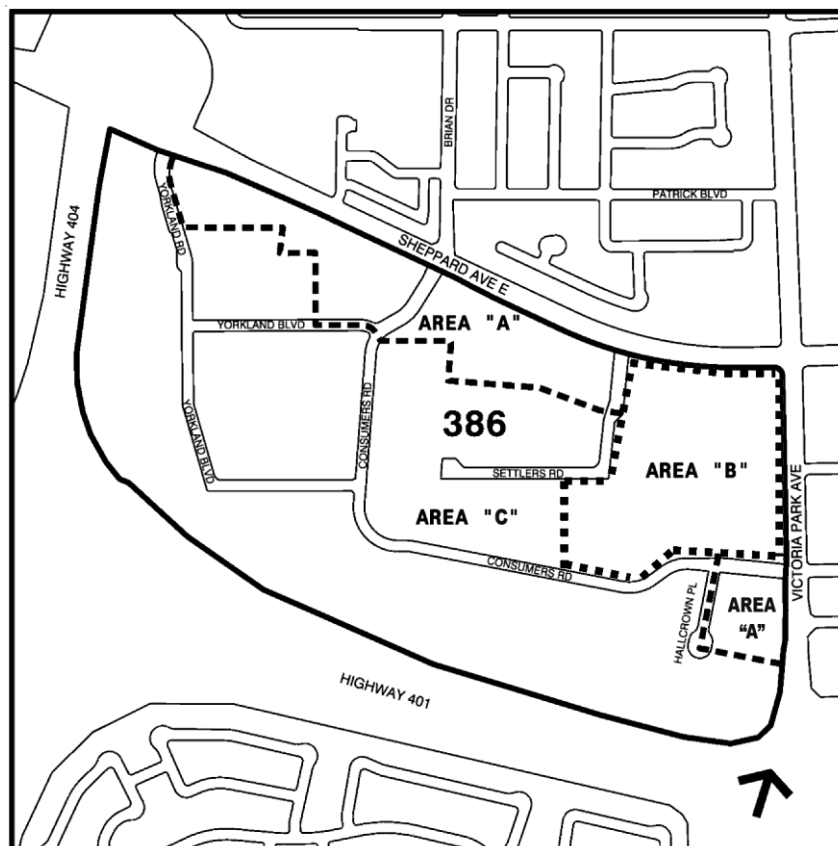 BRIAN DR
PATRICK BLVD
YORKLAND RD
HIGHWAY 404
SHEPPARD AVE E
YORKLAND BLVD
AREA "A"
CONSUMERS RD
YORKLAND BLVD
386
SETTLERS RD
AREA "B"
AREA "C"
VICTORIA PARK AVE
CONSUMERS RD
HALLCROWN PL
AREA
“A”
HIGHWAY 401